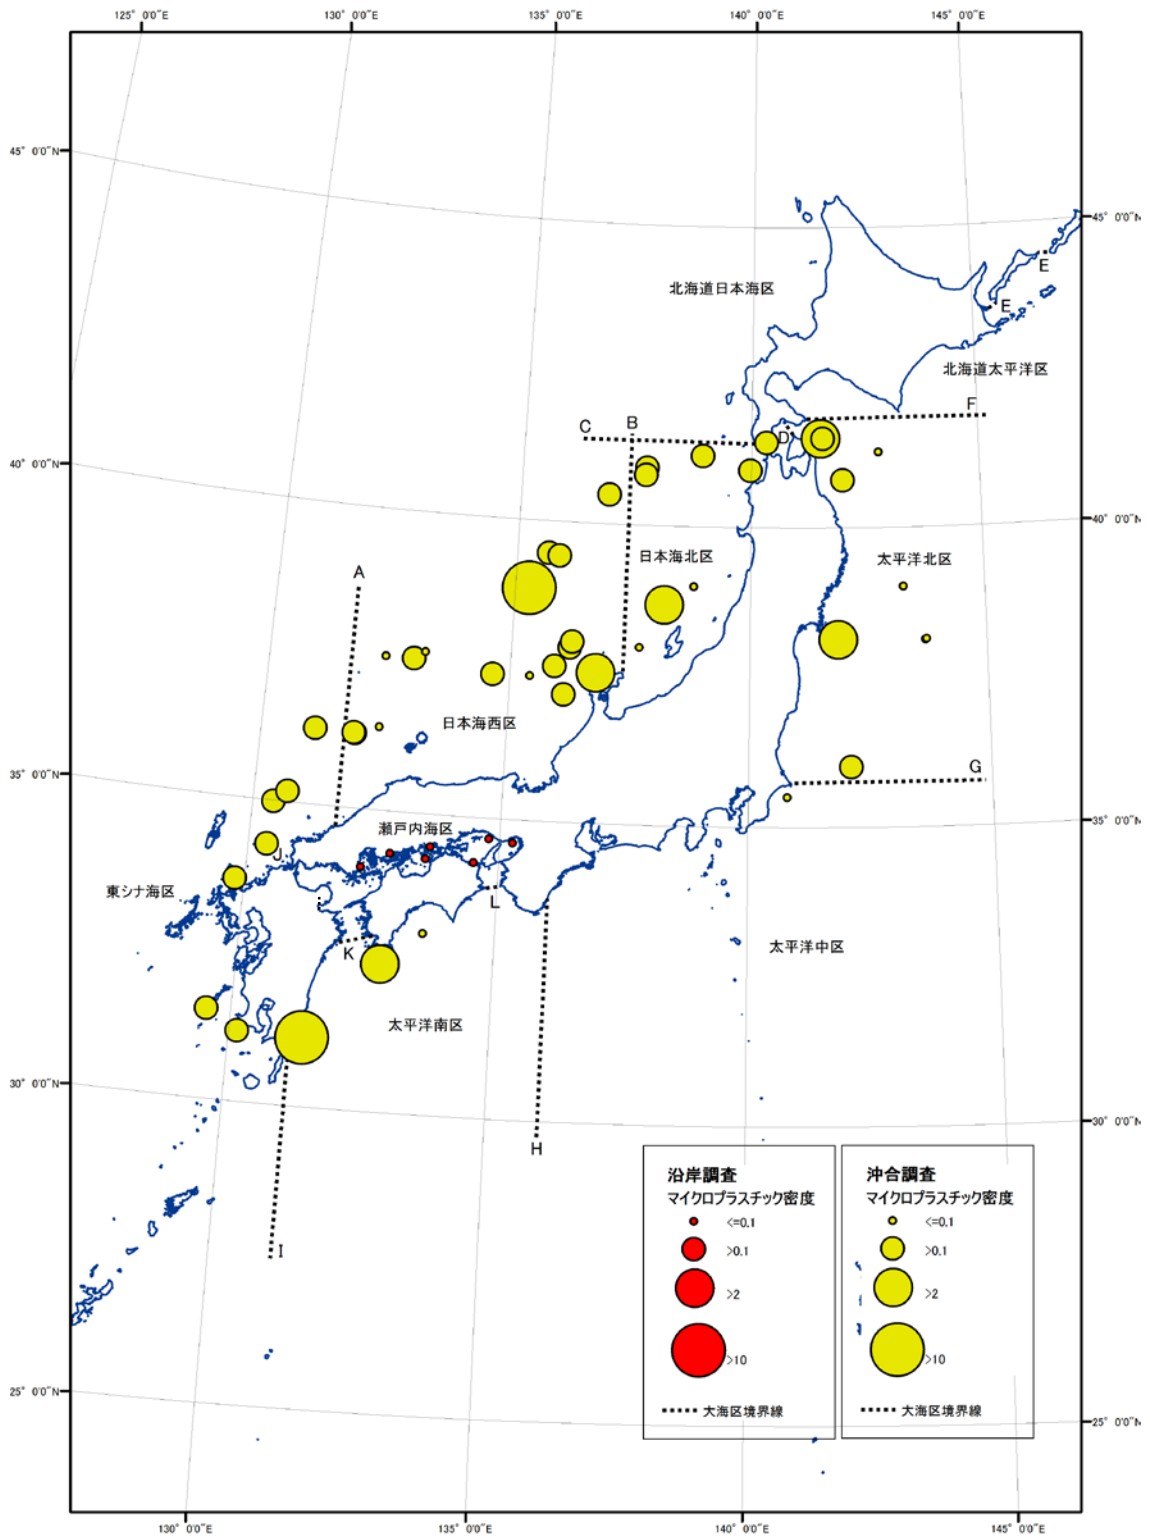 125° 0'0"E
130° 0'0"E
135° 0'0"E
140° 0'0"E
145° 0'0"E
45° 0'0"N
45° 0'0"N
E
E
北海道日本海区
北海道太平洋区
F
C
B
D
40° 0'0"N
40° 0'0"N
日本海北区
太平洋北区
A
日本海西区
35° 0'0"N
G
35° 0'0"N
瀬戸内海区
J
東シナ海区
L
K
太平洋中区
太平洋南区
30° 0'0"N
30° 0'0"N
H
I
沿岸調査
マイクロプラスチック密度
<=0.1
>0.1
>2
>10
大海区境界線
沖合調査
マイクロプラスチック密度
<=0.1
>0.1
>2
>10
大海区境界線
25° 0'0"N
25° 0'0"N
130° 0'0"E
135° 0'0"E
140° 0'0"E
145° 0'0"E